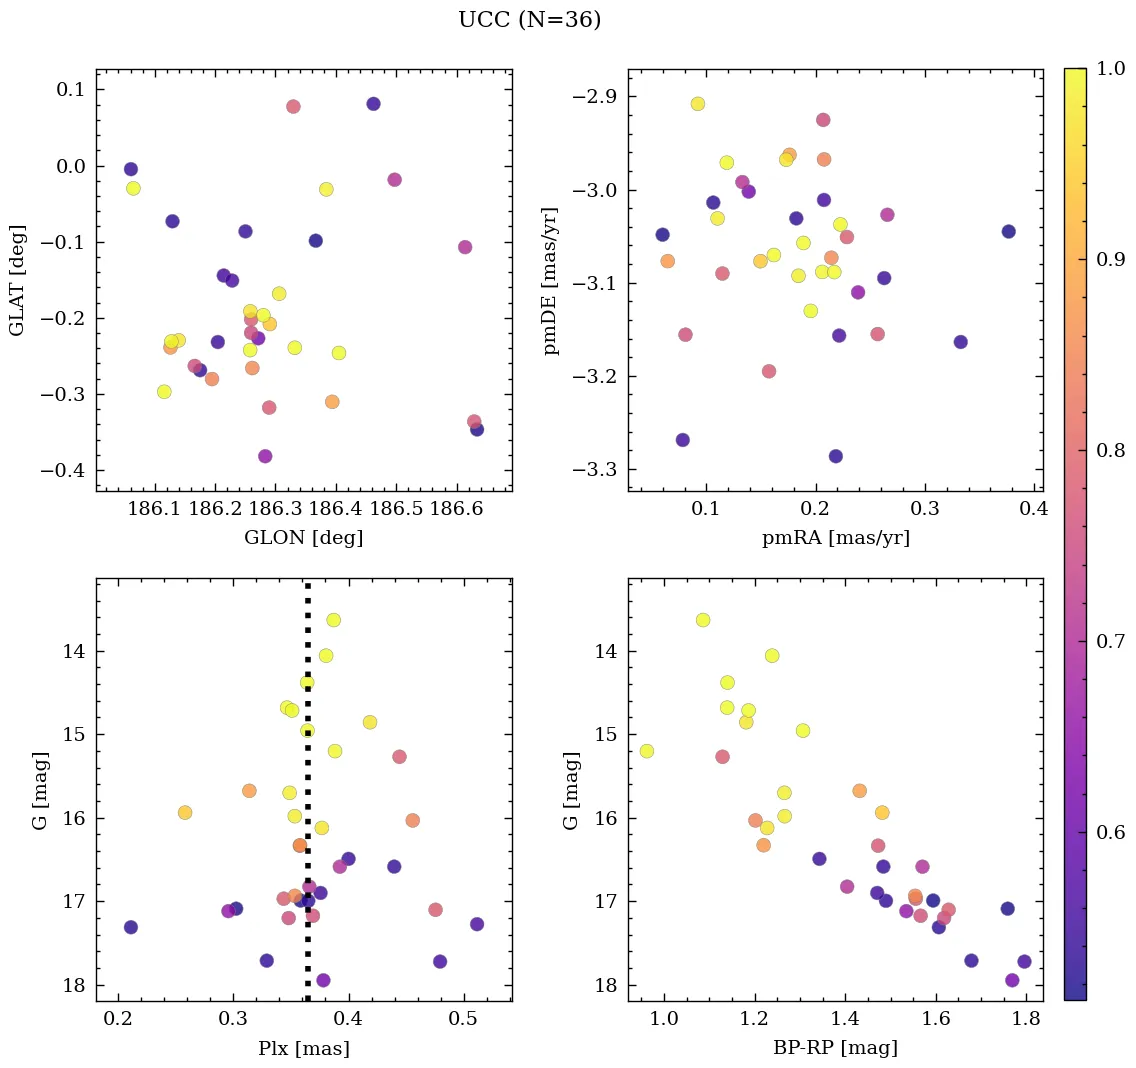 UCC (N=36)
0.1
0.0
−0.1
−0.2
−0.3
−0.4
GLAT [deg]
186.1 186.2 186.3 186.4 186.5 186.6
GLON [deg]
−2.9
−3.0
−3.1
−3.2
−3.3
pmDE [mas/yr]
0.1 0.2 0.3 0.4
pmRA [mas/yr]
14
15
16
17
18
G [mag]
0.2 0.3 0.4 0.5
Plx [mas]
14
15
16
17
18
G [mag]
1.0 1.2 1.4 1.6 1.8
BP-RP [mag]
1.0
0.9
0.8
0.7
0.6